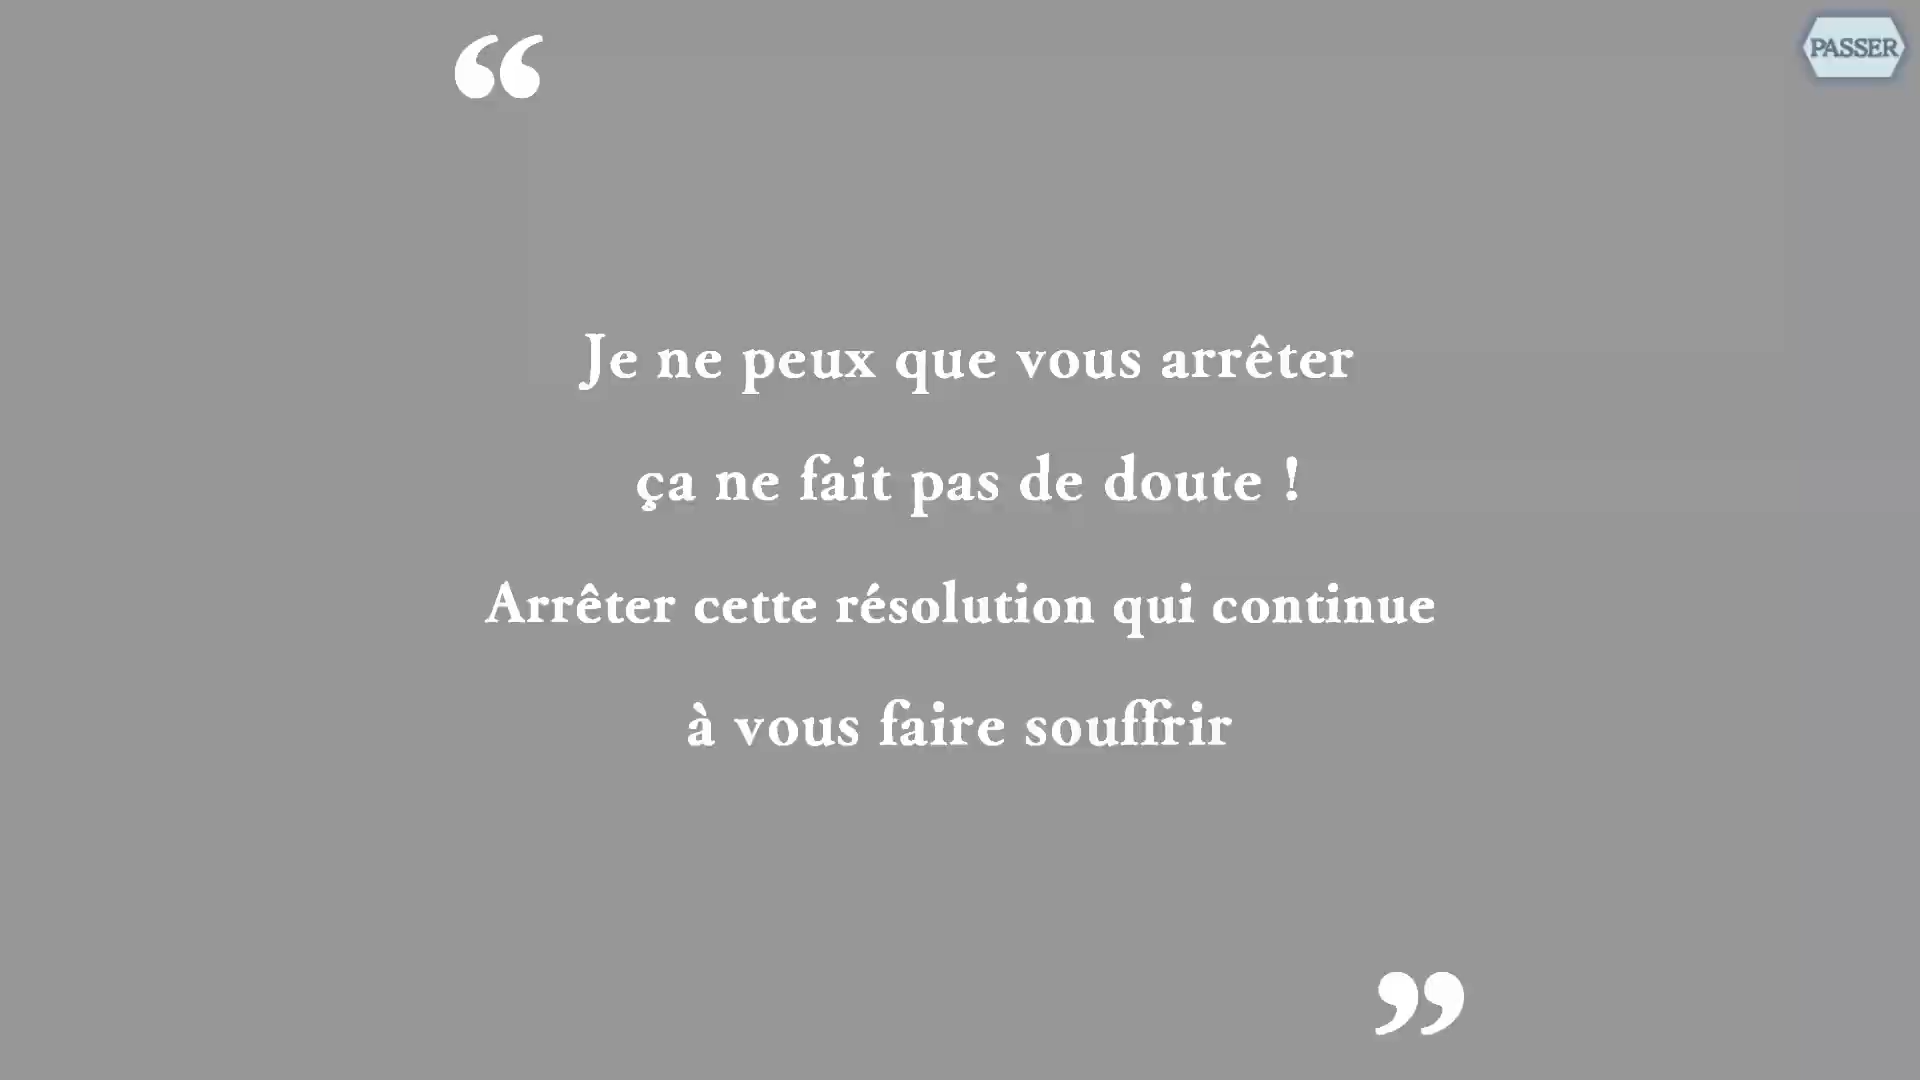 PASSER
“
Je ne peux que vous arrêter
ça ne fait pas de doute !
Arrêter cette résolution qui continue
à vous faire souffrir
”